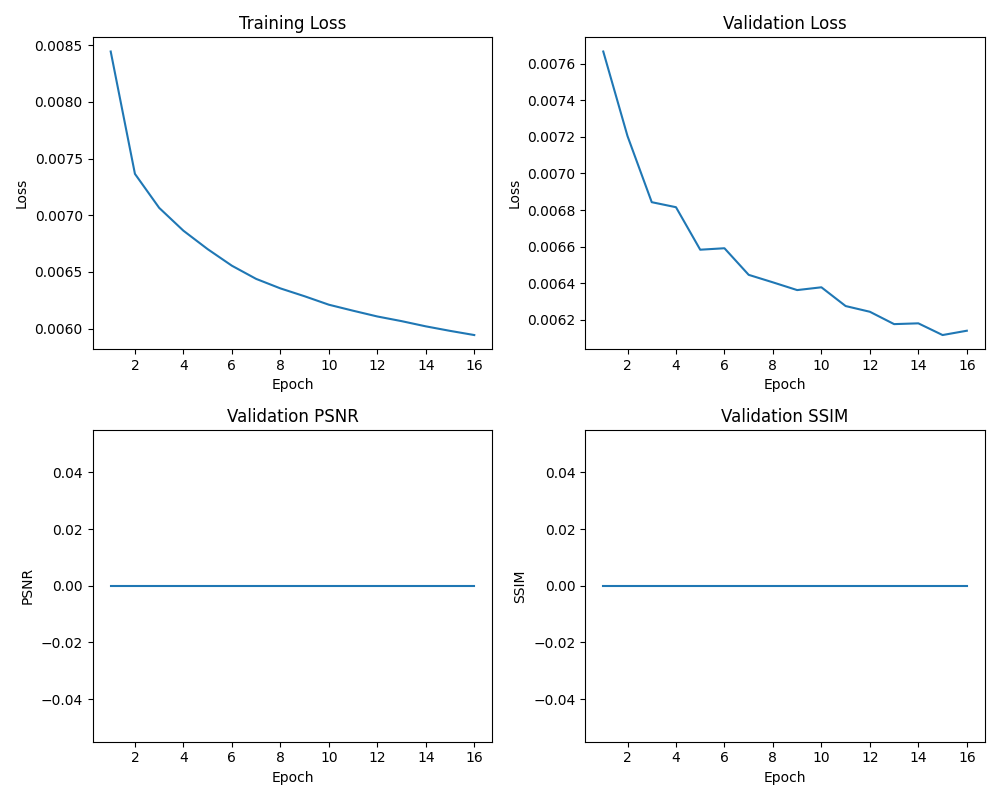 Training Loss
0.0085
0.0080
0.0075
0.0070
0.0065
0.0060
Loss
2 4 6 8 10 12 14 16
Epoch
Validation Loss
0.0076
0.0074
0.0072
0.0070
0.0068
0.0066
0.0064
0.0062
Loss
2 4 6 8 10 12 14 16
Epoch
Validation PSNR
0.04
0.02
0.00
−0.02
−0.04
PSNR
2 4 6 8 10 12 14 16
Epoch
Validation SSIM
0.04
0.02
0.00
−0.02
−0.04
SSIM
2 4 6 8 10 12 14 16
Epoch